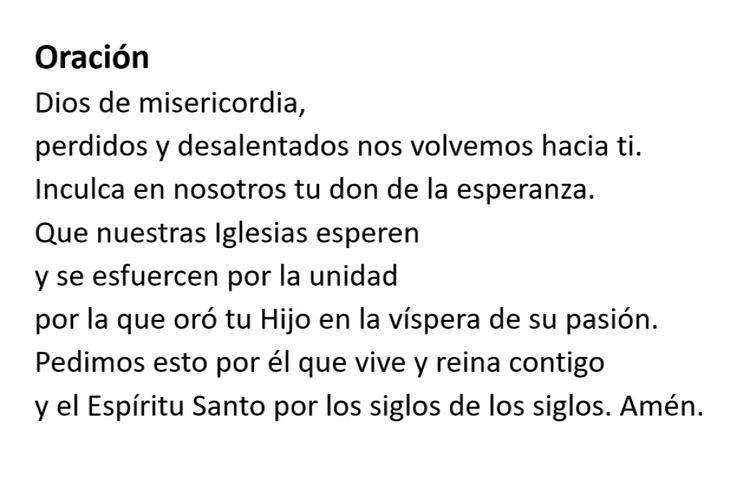 Oración
Dios de misericordia,
perdidos y desalentados nos volvemos hacia ti.
Inculca en nosotros tu don de la esperanza.
Que nuestras Iglesias esperen
y se esfuercen por la unidad
por la que oró tu Hijo en la víspera de su pasión.
Pedimos esto por él que vive y reina contigo
y el Espíritu Santo por los siglos de los siglos. Amén.